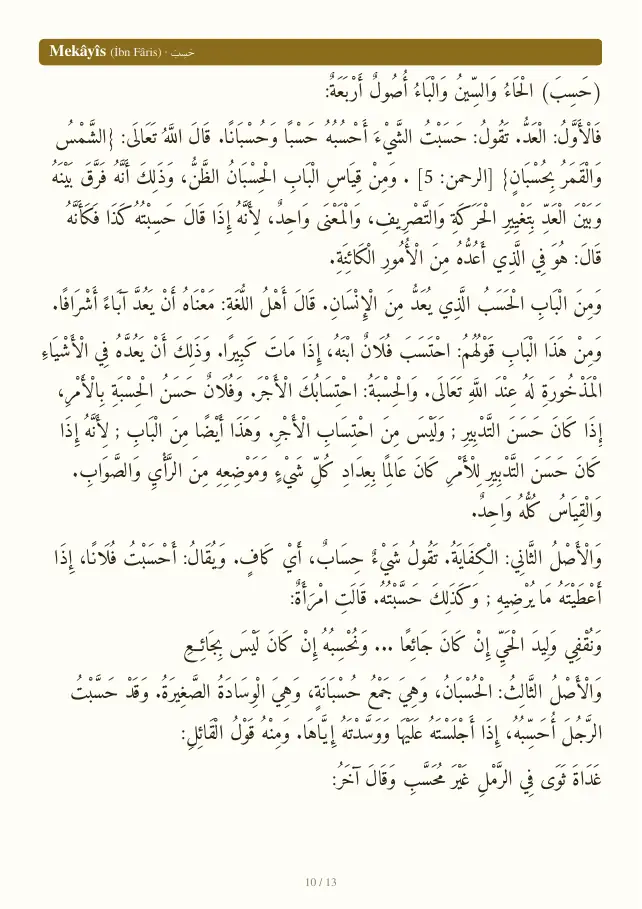 Mekâyîs (İbn Fâris) · حَسِبَ
(حَسِبَ) الْحَاءُ وَالسِّينُ وَالْبَاءُ أُصُولٌ أَرْبَعَةٌ:
فَالْأَوَّلُ: الْعَدُّ. تَقُولُ: حَسَبْتُ الشَّيْءَ أَحْسُبُهُ حَسْبًا وَحُسْبَانًا. قَالَ اللَّهُ تَعَالَى: {الشَّمْسُ
وَالْقَمَرُ بِحُسْبَانٍ} [الرحمن: 5] . وَمِنْ قِيَاسِ الْبَابِ الْحِسْبَانُ الظَّنُّ، وَذَلِكَ أَنَّهُ فَرَّقَ بَيْنَهُ
وَبَيْنَ الْعَدِّ بِتَغْيِيرِ الْحَرَكَةِ وَالتَّصْرِيفِ، وَالْمَعْنَى وَاحِدٌ، لِأَنَّهُ إِذَا قَالَ حَسِبْتُهُ كَذَا فَكَأَنَّهُ
قَالَ: هُوَ فِي الَّذِي أَعُدُّهُ مِنَ الْأُمُورِ الْكَائِنَةِ.
وَمِنَ الْبَابِ الْحَسَبُ الَّذِي يُعَدُّ مِنَ الْإِنْسَانِ. قَالَ أَهْلُ اللُّغَةِ: مَعْنَاهُ أَنْ يَعُدَّ آبَاءً أَشْرَافًا.
وَمِنْ هَذَا الْبَابِ قَوْلُهُمُ: احْتَسَبَ فُلَانٌ ابْنَهُ، إِذَا مَاتَ كَبِيرًا. وَذَلِكَ أَنْ يَعُدَّهُ فِي الْأَشْيَاءِ
الْمَذْخُورَةِ لَهُ عِنْدَ اللَّهِ تَعَالَى. وَالْحِسْبَةُ: احْتِسَابُكَ الْأَجْرَ. وَفُلَانٌ حَسَنُ الْحِسْبَةِ بِالْأَمْرِ،
إِذَا كَانَ حَسَنَ التَّدْبِيرِ ; وَلَيْسَ مِنَ احْتِسَابِ الْأَجْرِ. وَهَذَا أَيْضًا مِنَ الْبَابِ ; لِأَنَّهُ إِذَا
كَانَ حَسَنَ التَّدْبِيرِ لِلْأَمْرِ كَانَ عَالِمًا بِعِدَادِ كُلِّ شَيْءٍ وَمَوْضِعِهِ مِنَ الرَّأْيِ وَالصَّوَابِ.
وَالْقِيَاسُ كُلُّهُ وَاحِدٌ.
وَالْأَصْلُ الثَّانِي: الْكِفَايَةُ. تَقُولُ شَيْءٌ حِسَابٌ، أَيْ كَافٍ. وَيُقَالُ: أَحْسَبْتُ فُلَانًا، إِذَا
أَعْطَيْتَهُ مَا يُرْضِيهِ ; وَكَذَلِكَ حَسَّبْتُهُ. قَالَتِ امْرَأَةٌ:
وَنُقْفِي وَلِيدَ الْحَيِّ إِنْ كَانَ جَائِعًا ... وَنُحْسِبُهُ إِنْ كَانَ لَيْسَ بِجَائِعِ
وَالْأَصْلُ الثَّالِثُ: الْحُسْبَانُ، وَهِيَ جَمْعُ حُسْبَانَةٍ، وَهِيَ الْوِسَادَةُ الصَّغِيرَةُ. وَقَدْ حَسَّبْتُ
الرَّجُلَ أُحَسِّبُهُ، إِذَا أَجْلَسْتَهُ عَلَيْهَا وَوَسَّدْتَهُ إِيَّاهَا. وَمِنْهُ قَوْلُ الْقَائِلِ:
غَدَاةَ ثَوَى فِي الرَّمْلِ غَيْرَ مُحَسَّبِ وَقَالَ آخَرُ:
10 / 13